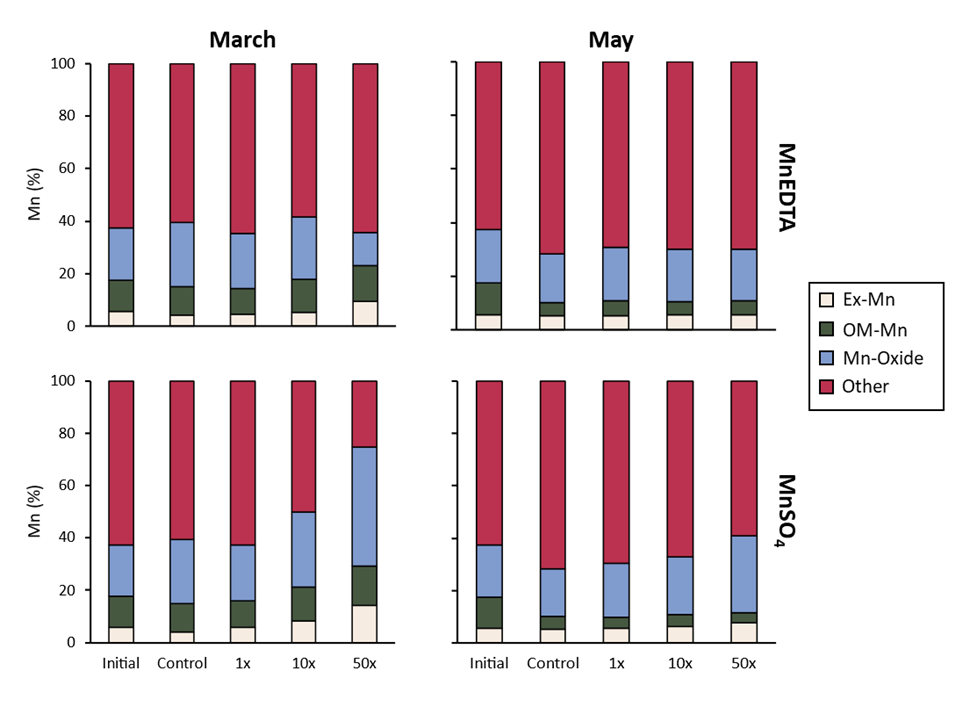 March
May
100
80
60
40
20
0
Mn (%)
MnEDTA
Ex-Mn
OM-Mn
Mn-Oxide
Other
100
80
60
40
20
0
Mn (%)
MnSO₄
Initial Control 1x 10x 50x
Initial Control 1x 10x 50x